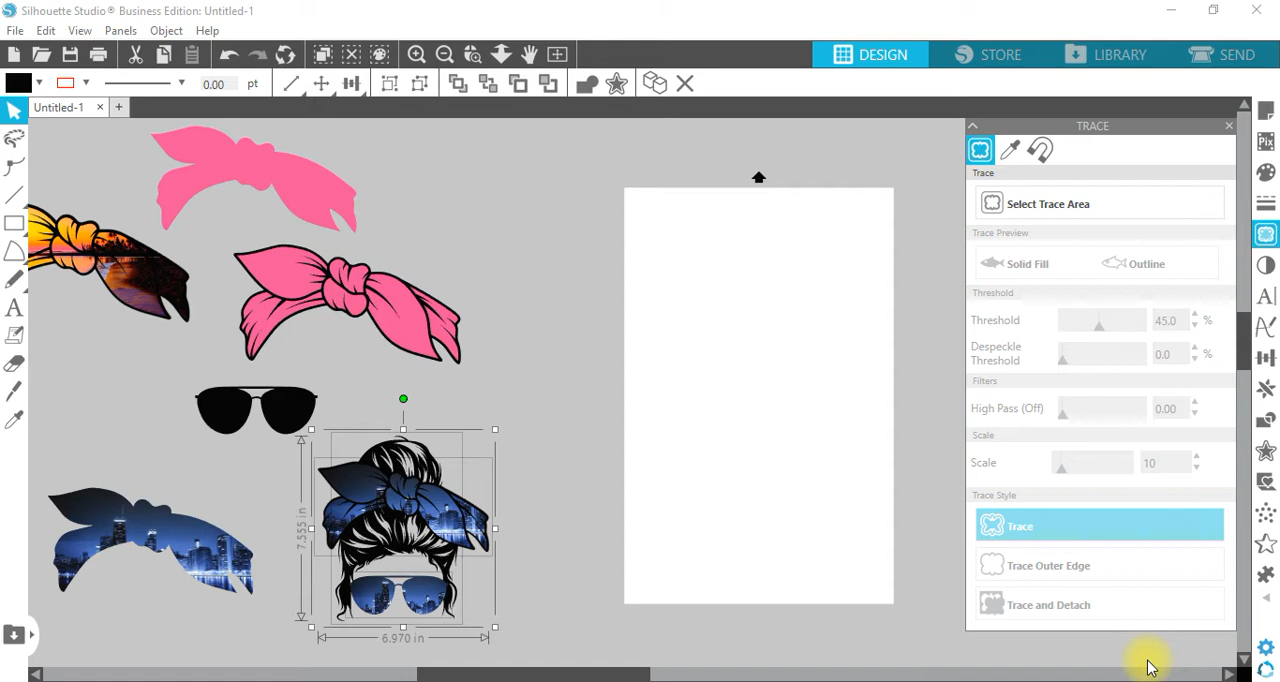 Silhouette Studio® Business Edition: Untitled-1
File Edit View Panels Object Help
DESIGN STORE LIBRARY SEND
0.00 pt
Untitled-1
TRACE
Trace
Select Trace Area
Trace Preview
Solid Fill Outline
Threshold
Threshold 45.0 %
Despeckle
Threshold 0.0 %
Filters
High Pass (Off) 0.00
Scale
Scale 10
Trace Style
Trace
Trace Outer Edge
Trace and Detach
7.555 in
6.970 in